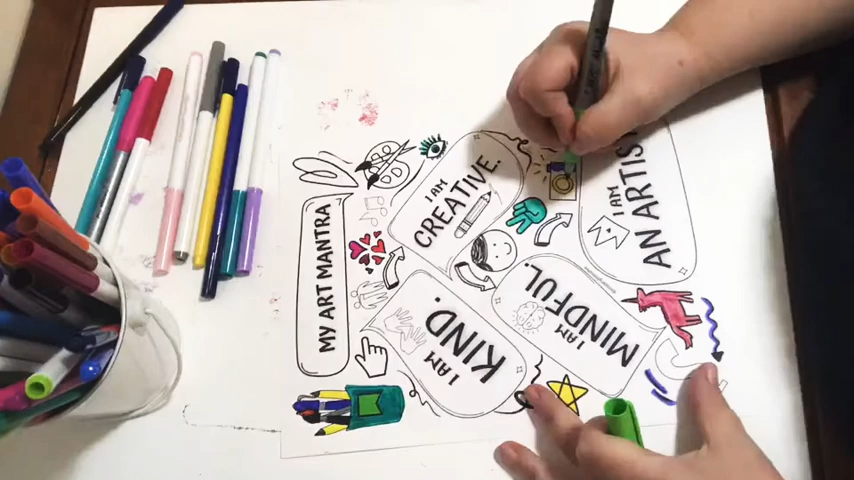 MY ART MANTRA
I AM
CREATIVE.
I AM
AN ARTIST
I AM
KIND.
I AM
MINDFUL.